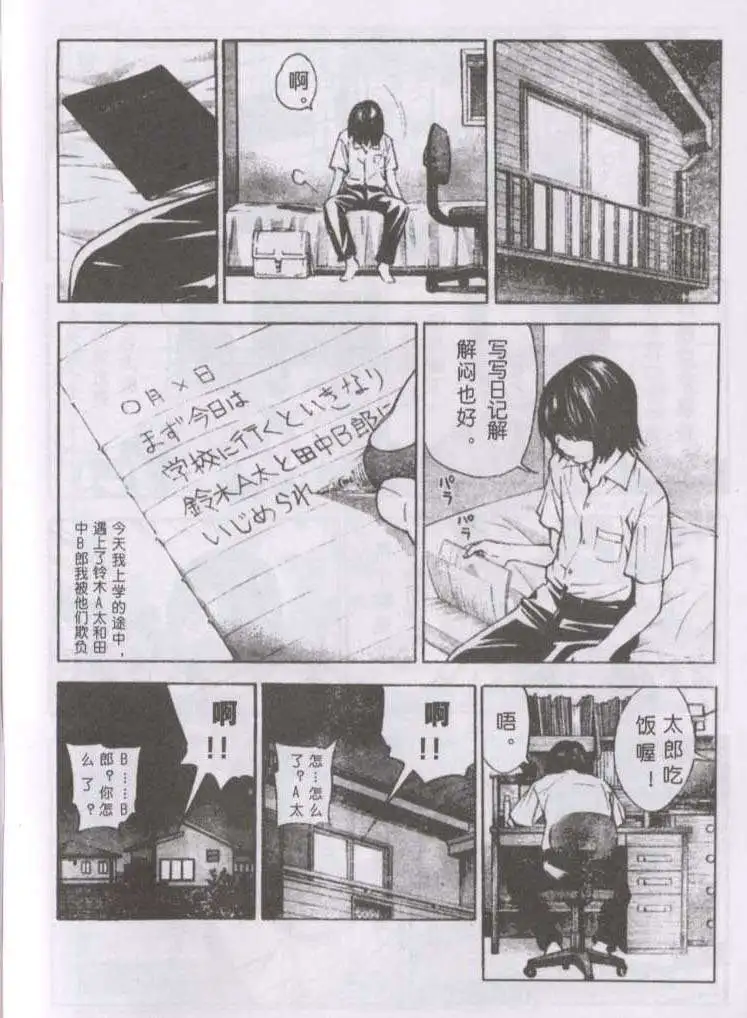 啊。
写写日记解
解闷也好。
パラ
パラ
〇月×日
まず今日は
学校に行くといきなり
鈴木A太と田中B郎に
いじめられ
今天我上学的途中，
遇上了铃木A太和田
中B郎我被他们欺负
太郎吃
饭喔！
唔。
啊!!
怎…怎么
了？A太
啊!!
B……B
郎？你怎
么了？